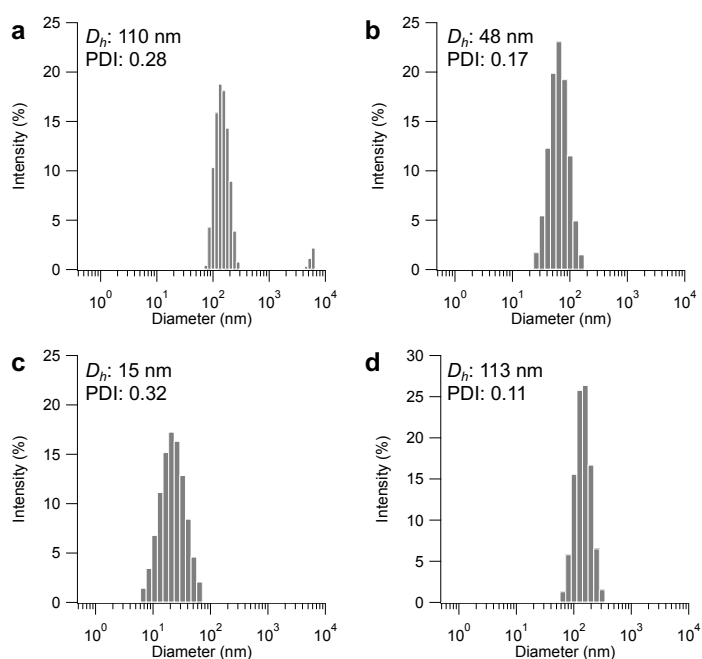 a
D_h: 110 nm
PDI: 0.28
Intensity (%)
25
20
15
10
5
0
10^0 10^1 10^2 10^3 10^4
Diameter (nm)
b
D_h: 48 nm
PDI: 0.17
Intensity (%)
25
20
15
10
5
0
10^0 10^1 10^2 10^3 10^4
Diameter (nm)
c
D_h: 15 nm
PDI: 0.32
Intensity (%)
25
20
15
10
5
0
10^0 10^1 10^2 10^3 10^4
Diameter (nm)
d
D_h: 113 nm
PDI: 0.11
Intensity (%)
30
25
20
15
10
5
0
10^0 10^1 10^2 10^3 10^4
Diameter (nm)